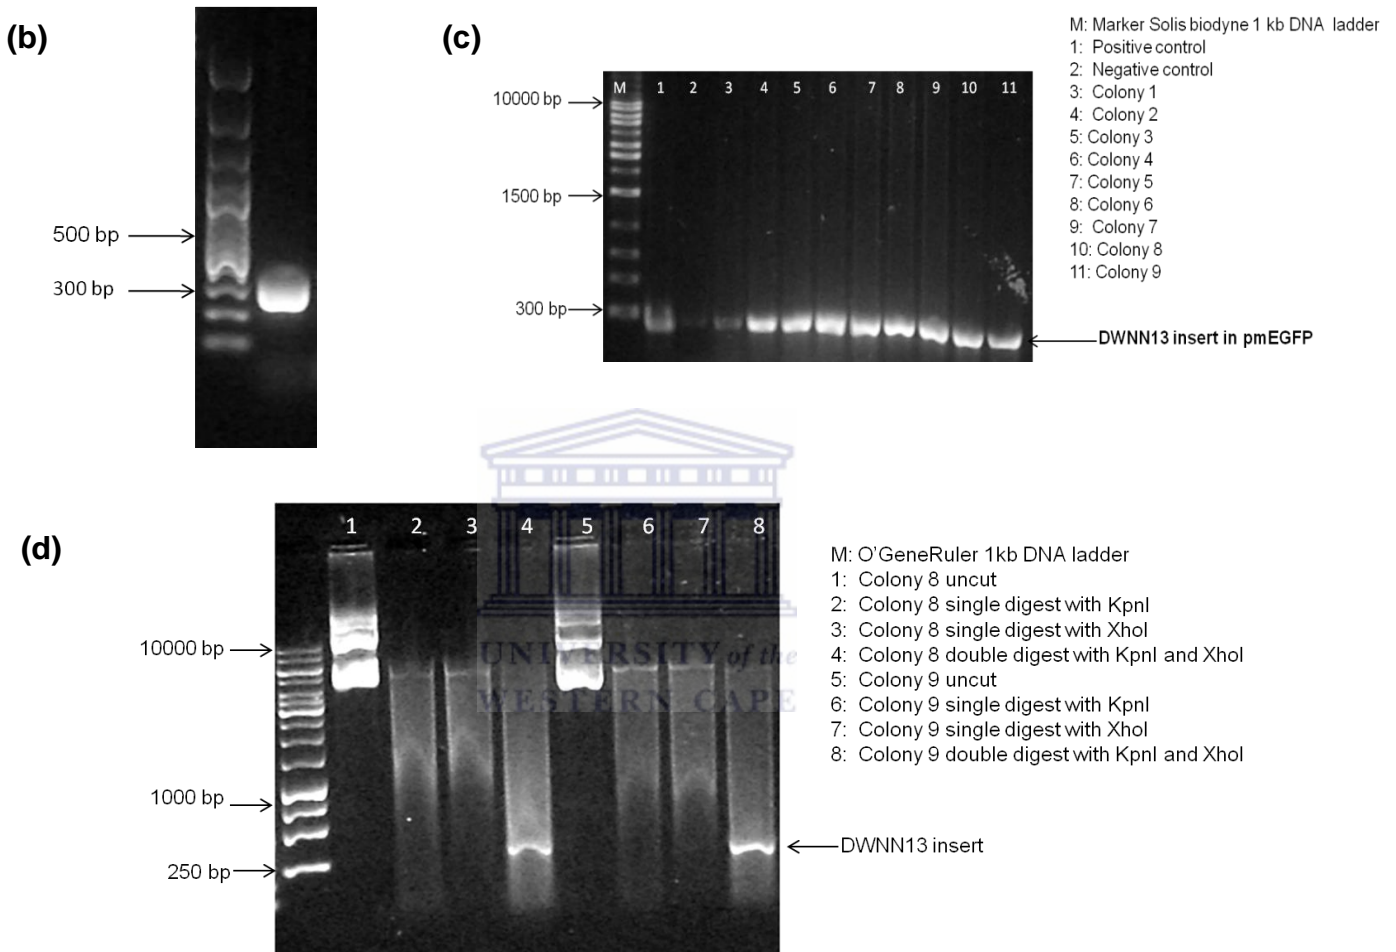 (b)
500 bp
300 bp
(c)
M 1 2 3 4 5 6 7 8 9 10 11
10000 bp
1500 bp
300 bp
DWNN13 insert in pmEGFP
M: Marker Solis biodyne 1 kb DNA ladder
1: Positive control
2: Negative control
3: Colony 1
4: Colony 2
5: Colony 3
6: Colony 4
7: Colony 5
8: Colony 6
9: Colony 7
10: Colony 8
11: Colony 9
(d)
1 2 3 4 5 6 7 8
10000 bp
1000 bp
250 bp
DWNN13 insert
UNIVERSITY of the
WESTERN CAPE
M: O'GeneRuler 1kb DNA ladder
1: Colony 8 uncut
2: Colony 8 single digest with KpnI
3: Colony 8 single digest with XhoI
4: Colony 8 double digest with KpnI and XhoI
5: Colony 9 uncut
6: Colony 9 single digest with KpnI
7: Colony 9 single digest with XhoI
8: Colony 9 double digest with KpnI and XhoI